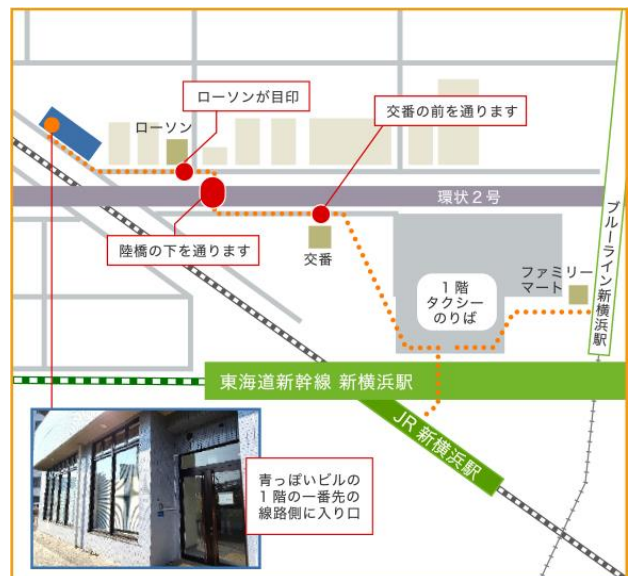 ローソンが目印
交番の前を通ります
ローソン
環状2号
陸橋の下を通ります
交番
ブルーライン新横浜駅
ファミリー
マート
1階
タクシー
のりば
東海道新幹線 新横浜駅
JR 新横浜駅
青っぽいビルの
1階の一番先の
線路側に入り口